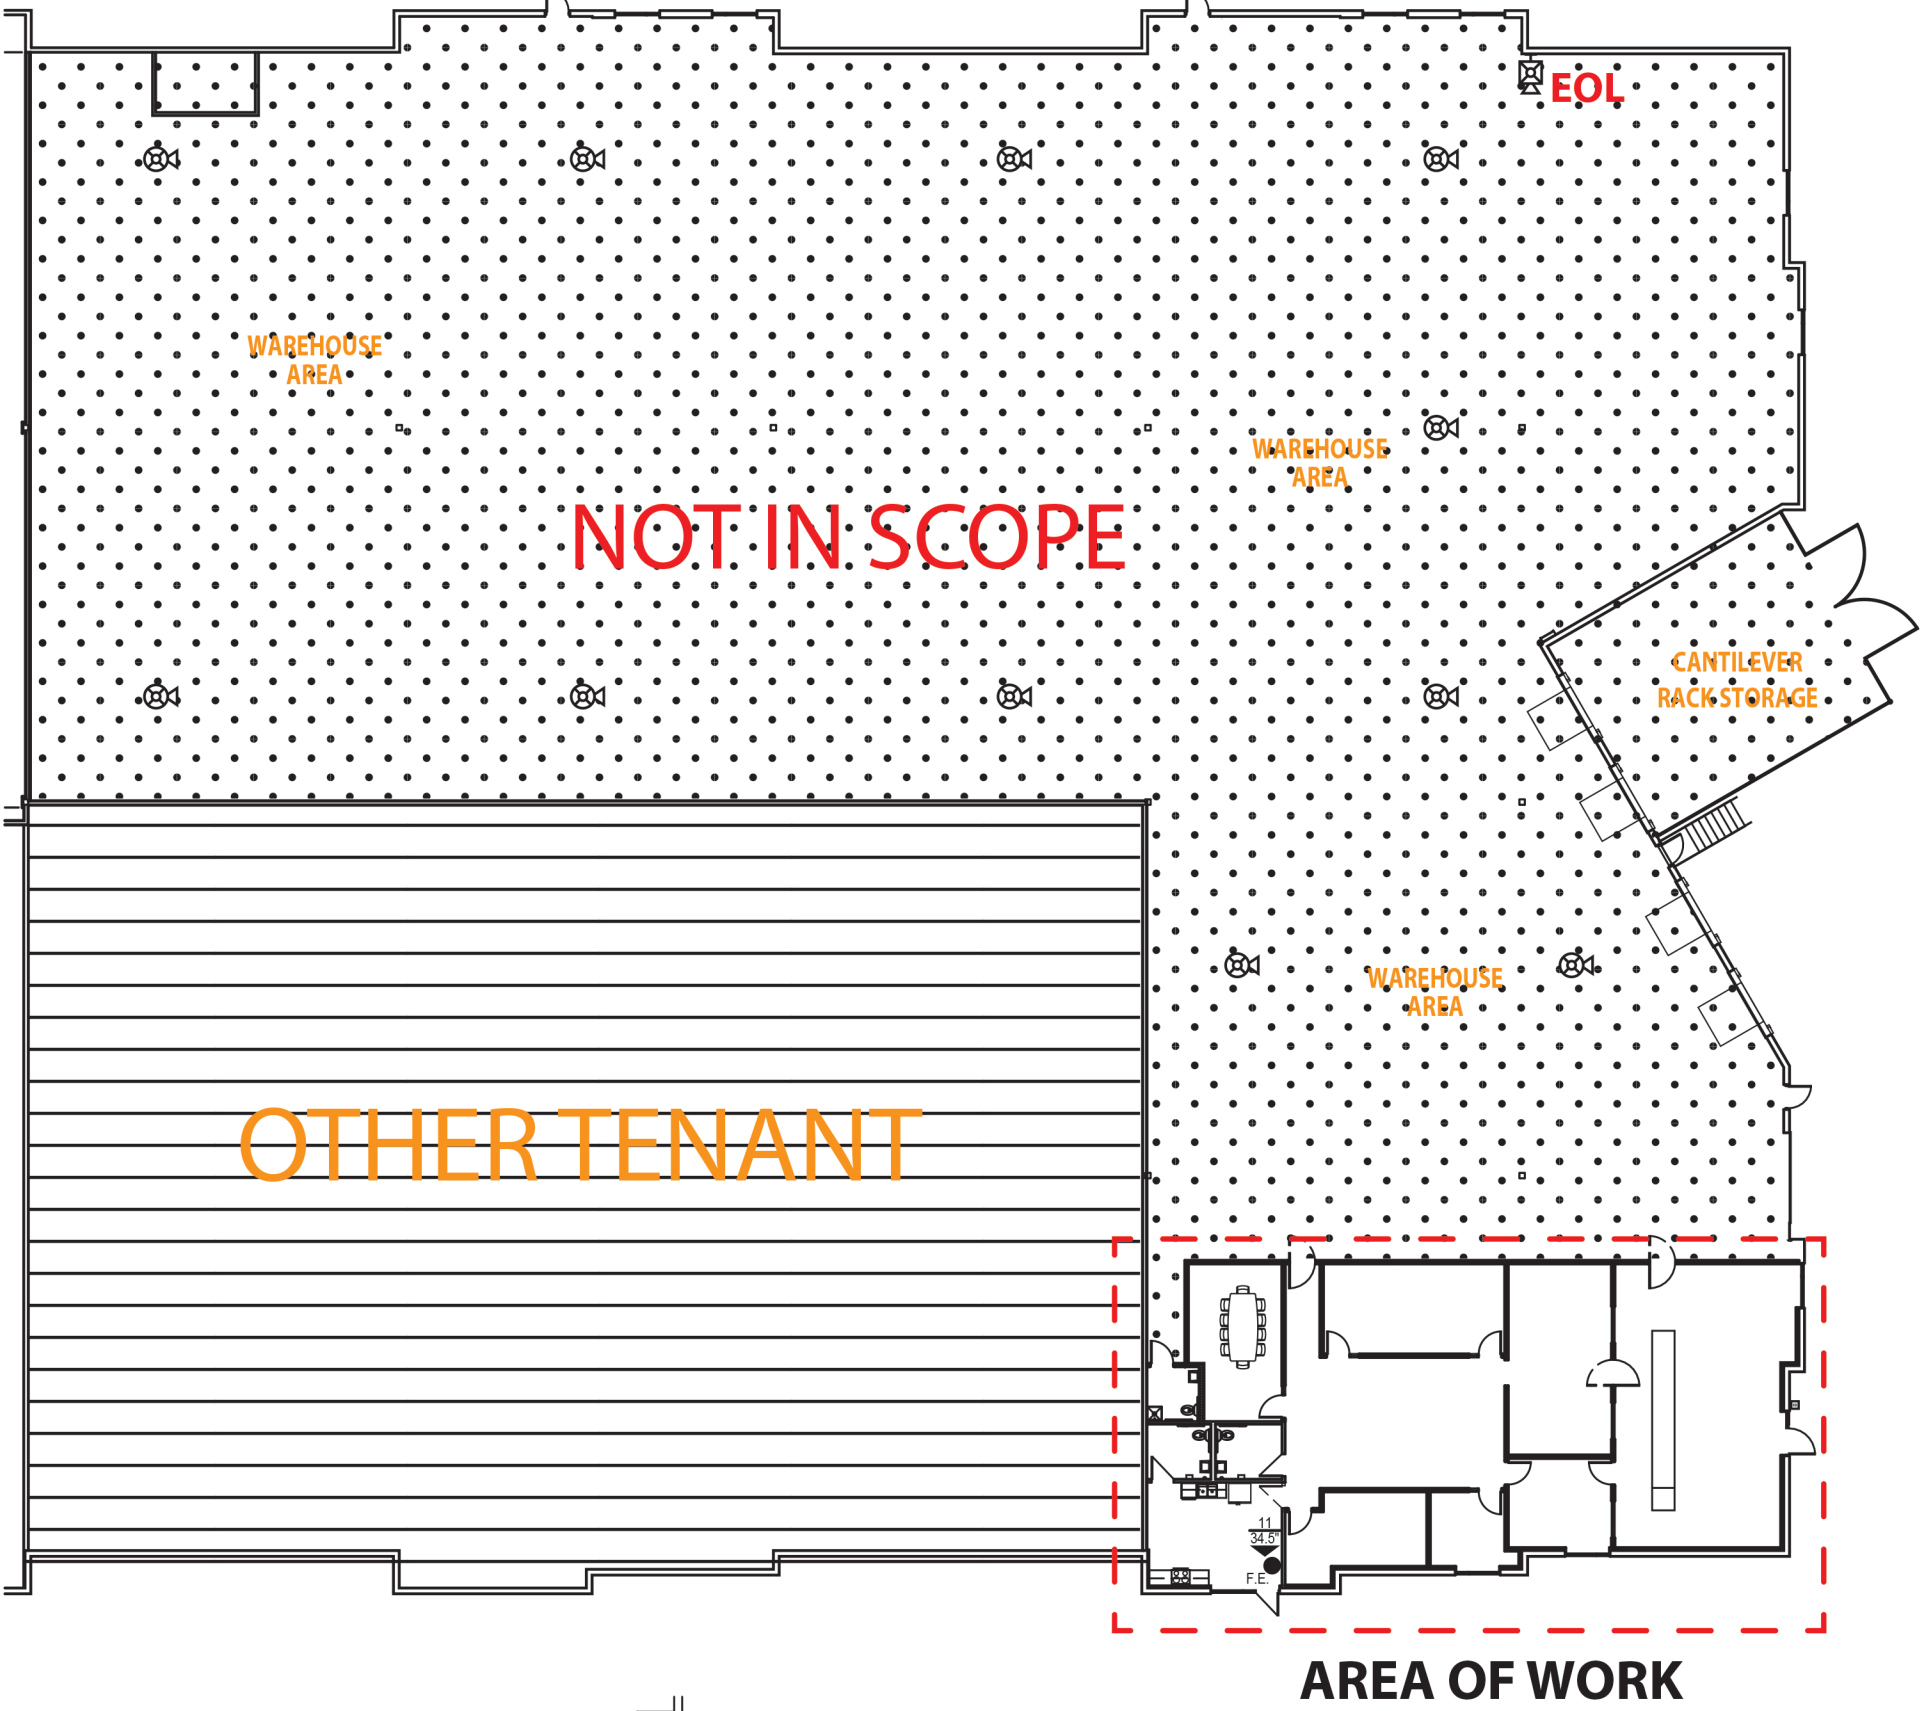 EOL
WAREHOUSE
AREA
WAREHOUSE
AREA
NOT IN SCOPE
CANTILEVER
RACK STORAGE
WAREHOUSE
AREA
OTHER TENANT
11
34.5"
F.E.
AREA OF WORK